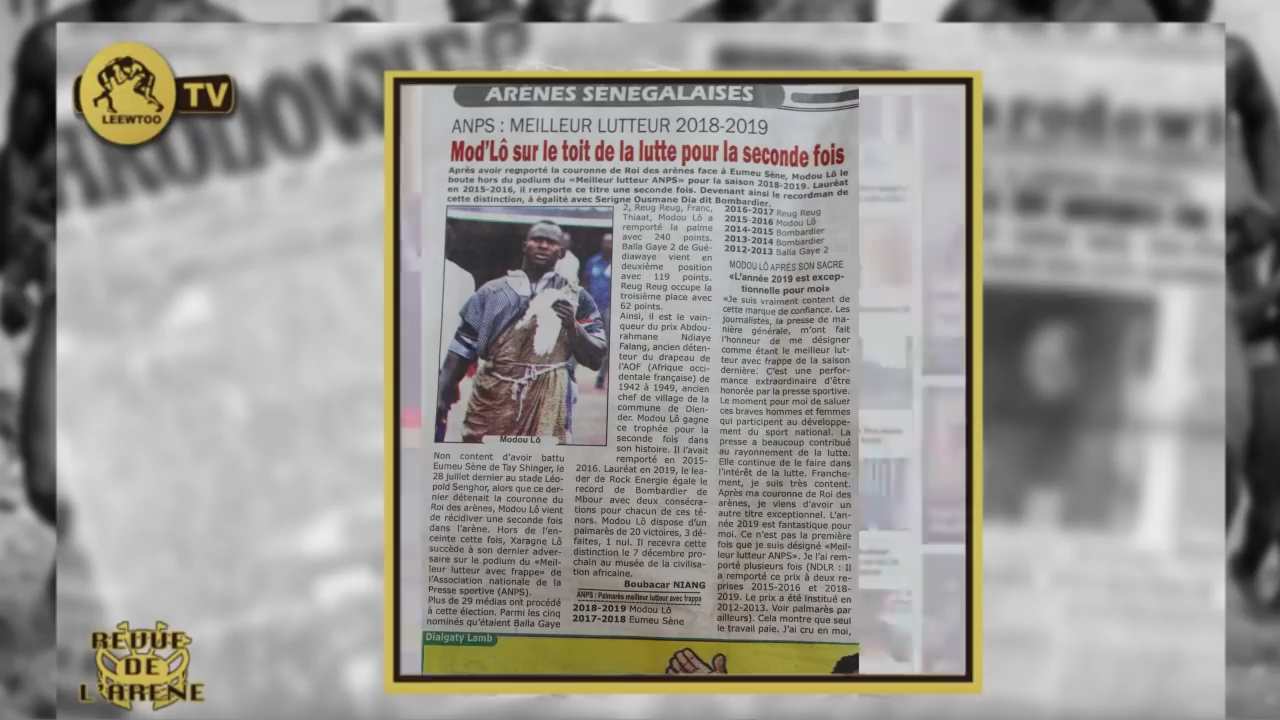 LEEWTOO
TV
ARÈNES SÉNÉGALAISES
ANPS : MEILLEUR LUTTEUR 2018-2019
Mod'Lô sur le toit de la lutte pour la seconde fois
Après avoir remporté la couronne de Roi des arènes face à Eumeu Sène, Modou Lô le
boute hors du podium du «Meilleur lutteur ANPS» pour la saison 2018-2019. Lauréat
en 2015-2016, il remporte ce titre une seconde fois. Devenant ainsi le recordman de
cette distinction, à égalité avec Serigne Ousmane Dia dit Bombardier.
Modou Lô
Non content d'avoir battu
Eumeu Sène de Tay Shinger, le
28 juillet dernier au stade Léo-
pold Senghor, alors que ce der-
nier détenait la couronne du
Roi des arènes, Modou Lô vient
de récidiver une seconde fois
dans l'arène. Hors de l'en-
ceinte cette fois, Xaragne Lô
succède à son dernier adver-
saire sur le podium du «Meil-
leur lutteur avec frappe» de
l'Association nationale de la
Presse sportive (ANPS).
Plus de 29 médias ont procédé
à cette élection. Parmi les cinq
nominés qu'étaient Balla Gaye
2, Reug Reug, Franc,
Thiaat, Modou Lô a
remporté la palme
avec 240 points.
Balla Gaye 2 de Gué-
diawaye vient en
deuxième position
avec 119 points.
Reug Reug occupe la
troisième place avec
62 points.
Ainsi, il est le vain-
queur du prix Abdou-
rahmane Ndiaye
Falang, ancien déten-
teur du drapeau de
l'AOF (Afrique occi-
dentale française) de
1942 à 1949, ancien
chef de village de la
commune de Dien-
der. Modou Lô gagne
ce trophée pour la
seconde fois dans
son histoire. Il l'avait
remporté en 2015-
2016. Lauréat en 2019, le lea-
der de Rock Energie égale le
record de Bombardier de
Mbour avec deux consécra-
tions pour chacun de ces té-
nors. Modou Lô dispose d'un
palmarès de 20 victoires, 3 dé-
faites, 1 nul. Il recevra cette
distinction le 7 décembre pro-
chain au musée de la civilisa-
tion africaine.
Boubacar NIANG
ANPS : Palmarès meilleur lutteur avec frappe
2018-2019 Modou Lô
2017-2018 Eumeu Sène
2016-2017 Reug Reug
2015-2016 Modou Lô
2014-2015 Bombardier
2013-2014 Bombardier
2012-2013 Balla Gaye 2
MODOU LÔ APRÈS SON SACRE
«L'année 2019 est excep-
tionnelle pour moi»
«Je suis vraiment content de
cette marque de confiance. Les
journalistes, la presse de ma-
nière générale, m'ont fait
l'honneur de me désigner
comme étant le meilleur lut-
teur avec frappe de la saison
dernière. C'est une perfor-
mance extraordinaire d'être
honorée par la presse sportive.
Le moment pour moi de saluer
ces braves hommes et femmes
qui participent au développe-
ment du sport national. La
presse a beaucoup contribué
au rayonnement de la lutte.
Elle continue de le faire dans
l'intérêt de la lutte. Franche-
ment, je suis très content.
Après ma couronne de Roi des
arènes, je viens d'avoir un
autre titre exceptionnel. L'an-
née 2019 est fantastique pour
moi. Ce n'est pas la première
fois que je suis désigné «Meil-
leur lutteur ANPS». Je l'ai rem-
porté plusieurs fois (NDLR : Il
a remporté ce prix à deux re-
prises 2015-2016 et 2018-
2019. Le prix a été institué en
2012-2013. Voir palmarès par
ailleurs). Cela montre que seul
le travail paie. J'ai cru en moi,
Dialgaty Lamb
REVUE
DE
L'ARENE